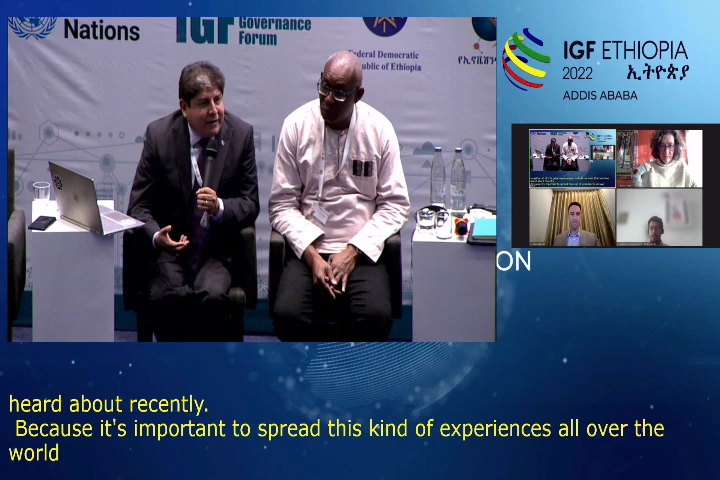 Nations
IGF
Governance
Forum
Federal Democratic
Republic of Ethiopia
IGF ETHIOPIA
2022 ኢትዮጵያ
ADDIS ABABA
ON
heard about recently.
Because it's important to spread this kind of experiences all over the
world